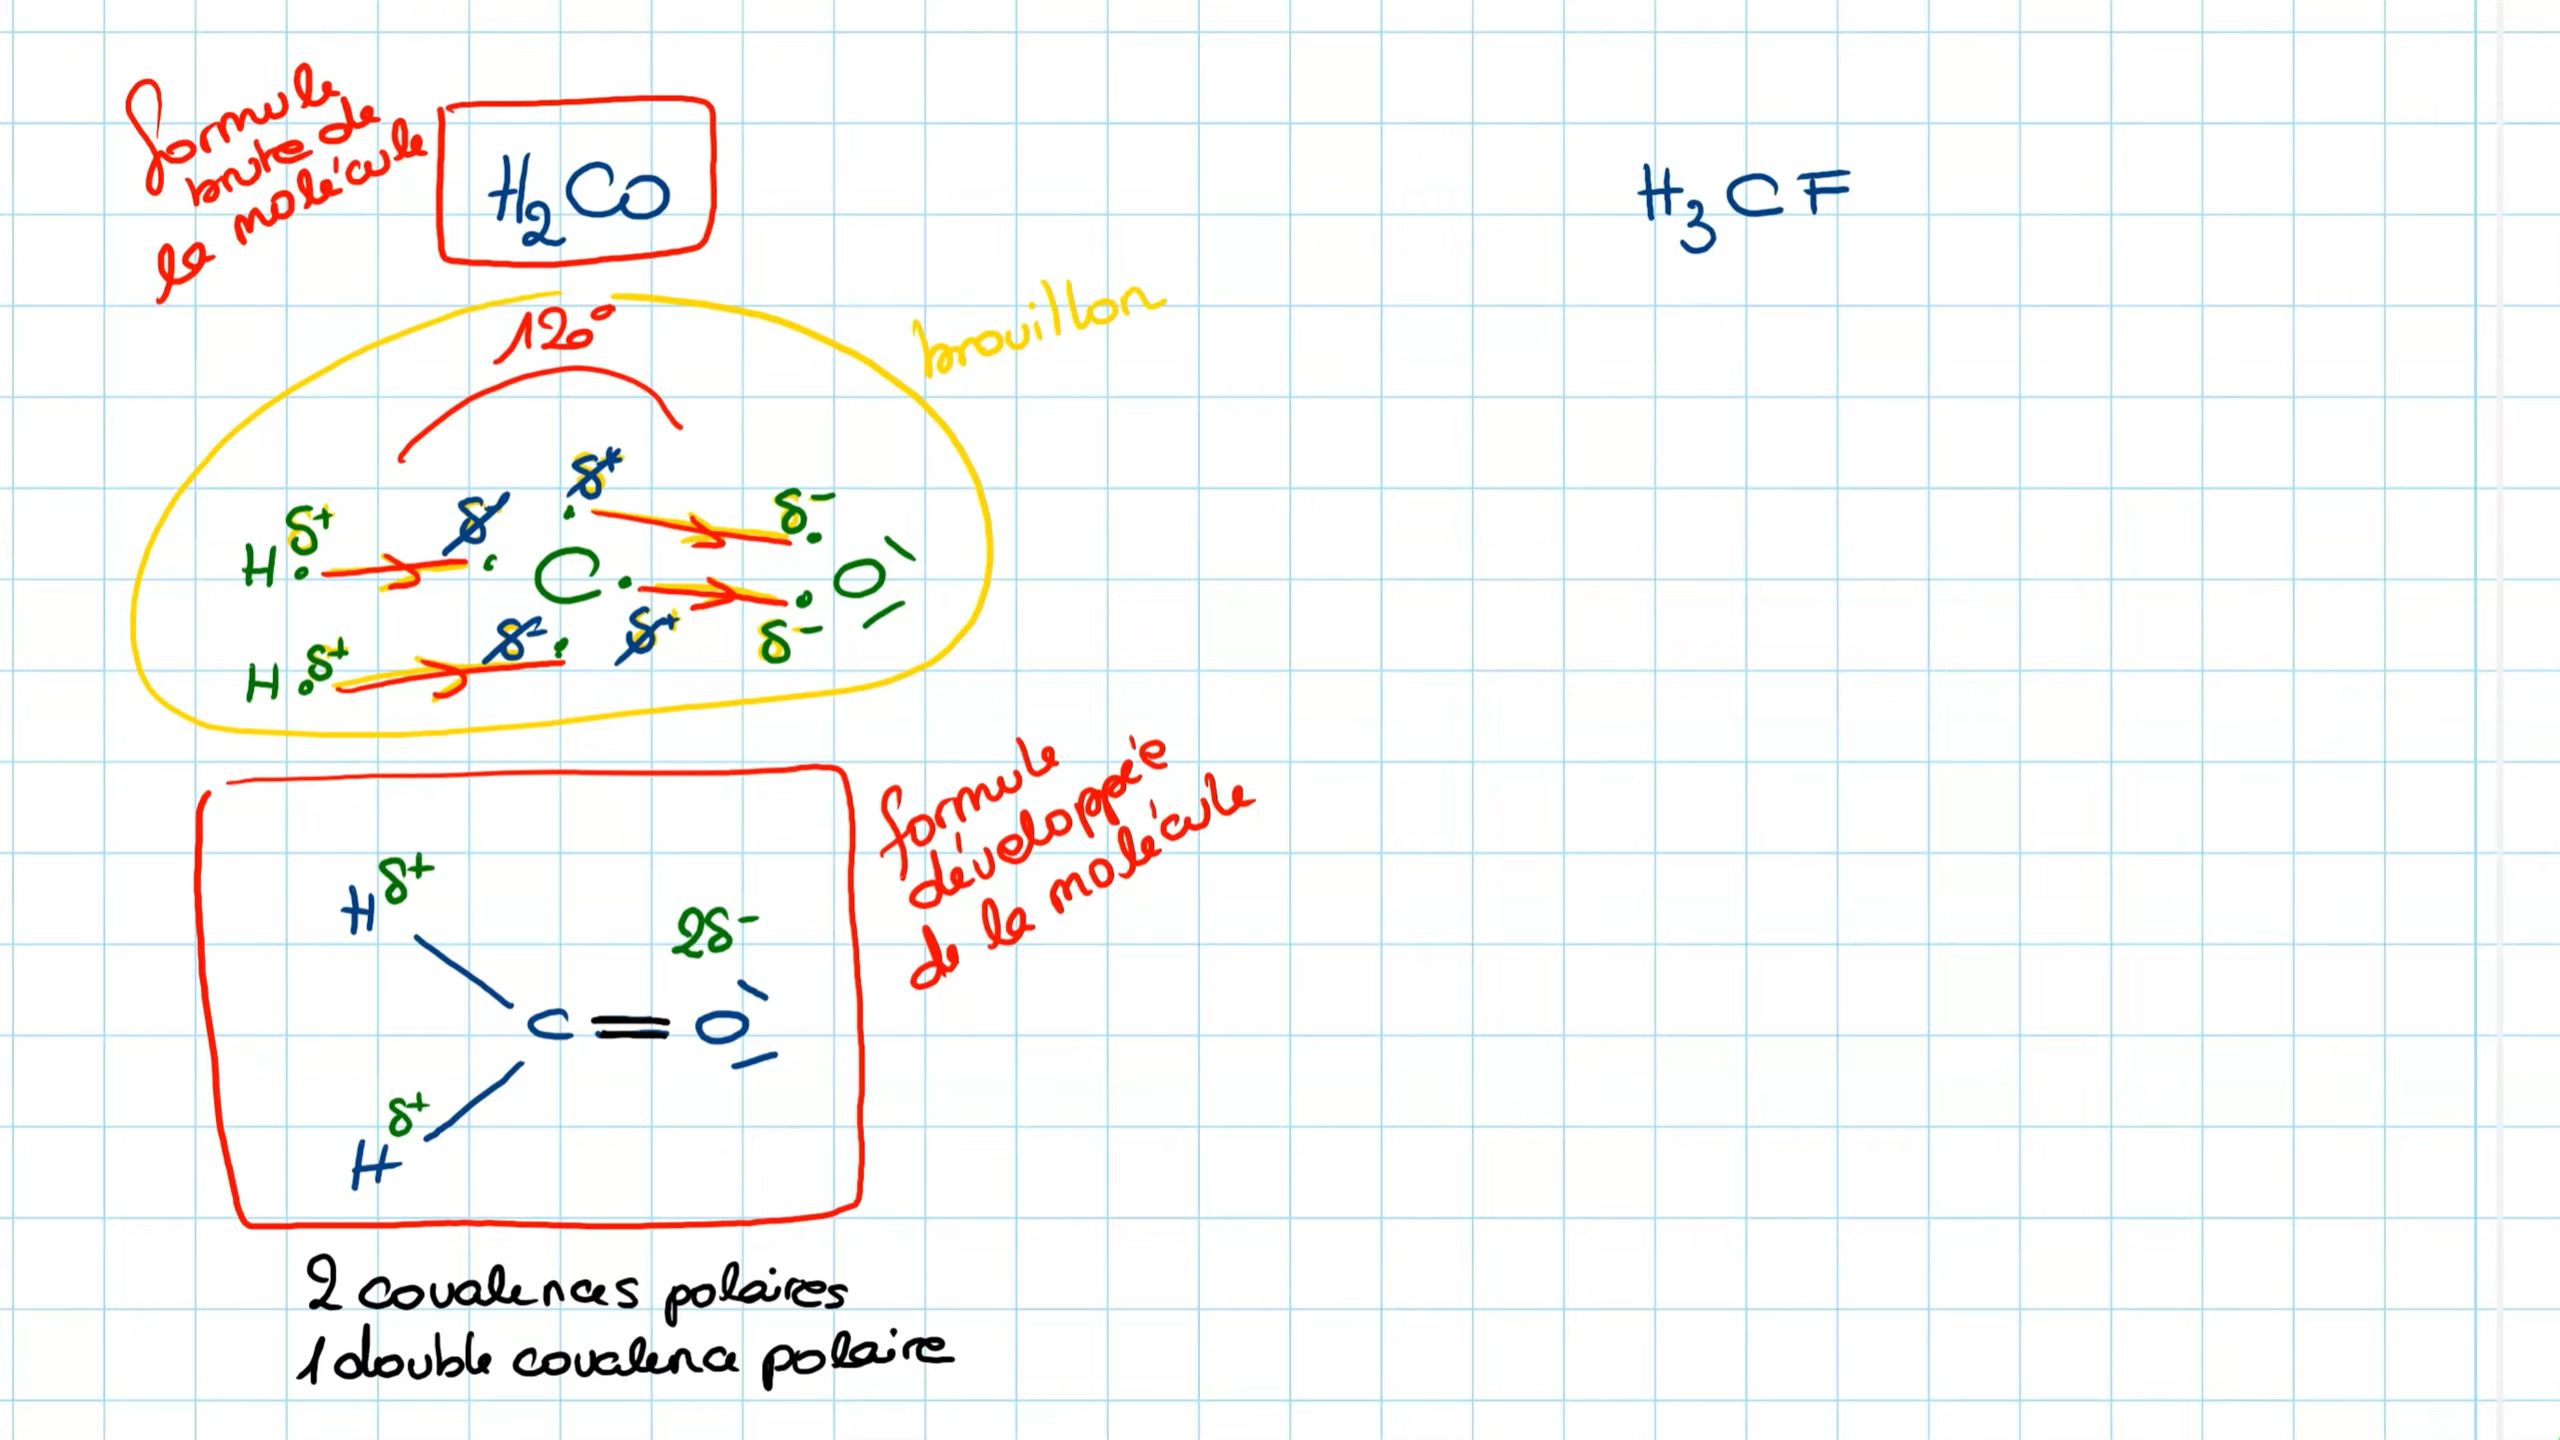 formule
brute de
la molécule
H₂CO
H₃CF
brouillon
120°
δ⁺
δ⁻ δ⁺ δ⁻
H C O
δ⁺ δ⁻ δ⁺ δ⁻
H
formule
développée
de la molécule
H δ⁺
2δ⁻
C = O
δ⁺
H
2 covalences polaires
1 double covalence polaire